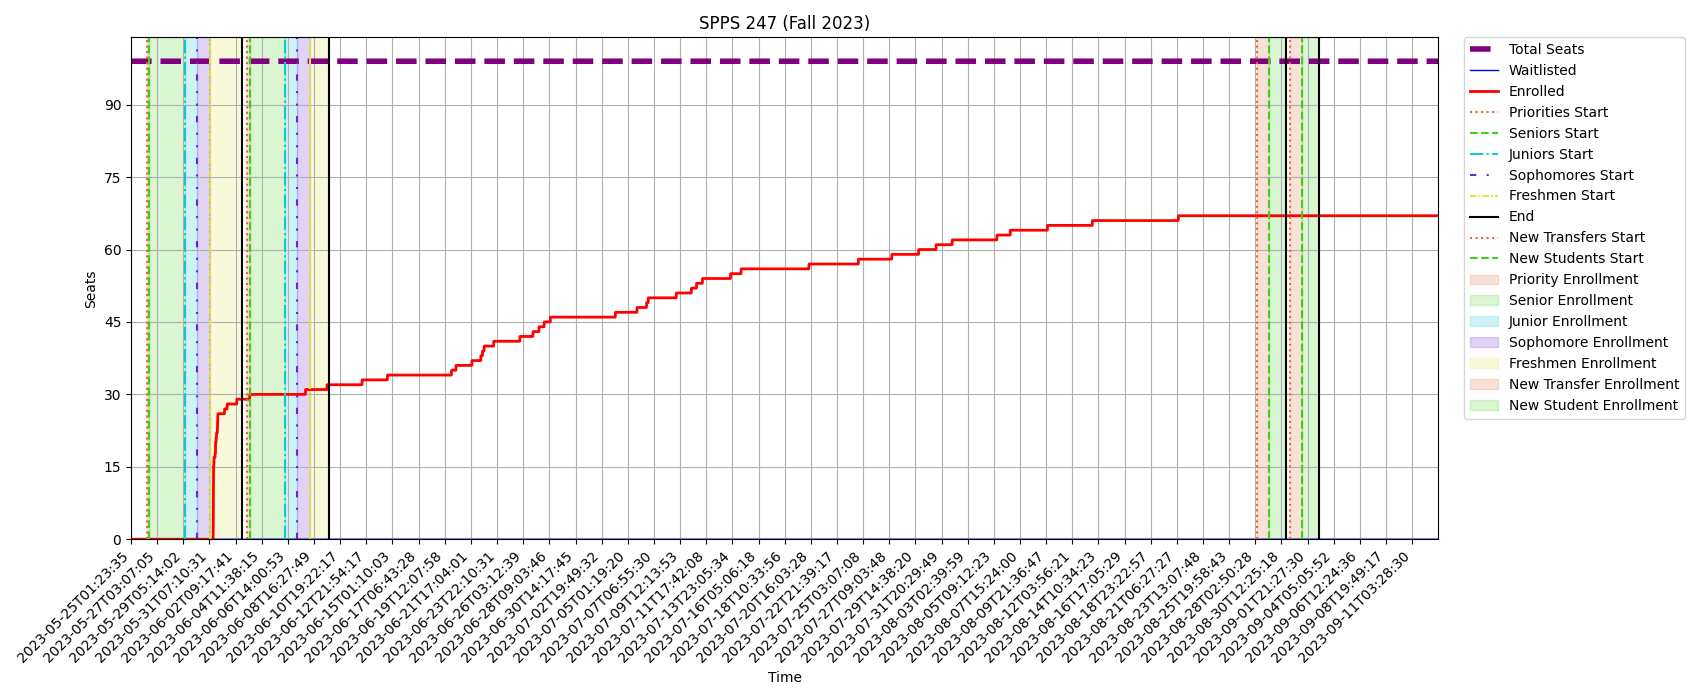 SPPS 247 (Fall 2023)
Seats
90
75
60
45
30
15
0
2023-05-25T01:23:35
2023-05-27T03:07:05
2023-05-29T05:14:02
2023-05-31T07:10:31
2023-06-02T09:17:41
2023-06-04T11:38:15
2023-06-06T14:00:53
2023-06-08T16:27:49
2023-06-10T19:22:17
2023-06-12T21:54:17
2023-06-15T01:10:03
2023-06-17T06:43:28
2023-06-19T12:07:58
2023-06-21T17:04:01
2023-06-23T22:10:31
2023-06-26T03:12:39
2023-06-28T09:03:46
2023-06-30T14:17:45
2023-07-02T19:49:32
2023-07-05T01:19:20
2023-07-07T06:55:30
2023-07-09T12:13:53
2023-07-11T17:42:08
2023-07-13T23:05:34
2023-07-16T05:06:18
2023-07-18T10:33:56
2023-07-20T16:03:28
2023-07-22T21:39:17
2023-07-25T03:07:08
2023-07-27T09:03:48
2023-07-29T14:38:20
2023-07-31T20:29:49
2023-08-03T02:39:59
2023-08-05T09:12:23
2023-08-07T15:24:00
2023-08-09T21:36:47
2023-08-12T03:56:21
2023-08-14T10:34:23
2023-08-16T17:05:29
2023-08-18T23:22:57
2023-08-21T06:27:27
2023-08-23T13:07:48
2023-08-25T19:58:43
2023-08-28T02:50:28
2023-08-30T12:25:18
2023-09-01T21:27:30
2023-09-04T05:05:52
2023-09-06T12:24:36
2023-09-08T19:49:17
2023-09-11T03:28:30
Time
Total Seats
Waitlisted
Enrolled
Priorities Start
Seniors Start
Juniors Start
Sophomores Start
Freshmen Start
End
New Transfers Start
New Students Start
Priority Enrollment
Senior Enrollment
Junior Enrollment
Sophomore Enrollment
Freshmen Enrollment
New Transfer Enrollment
New Student Enrollment